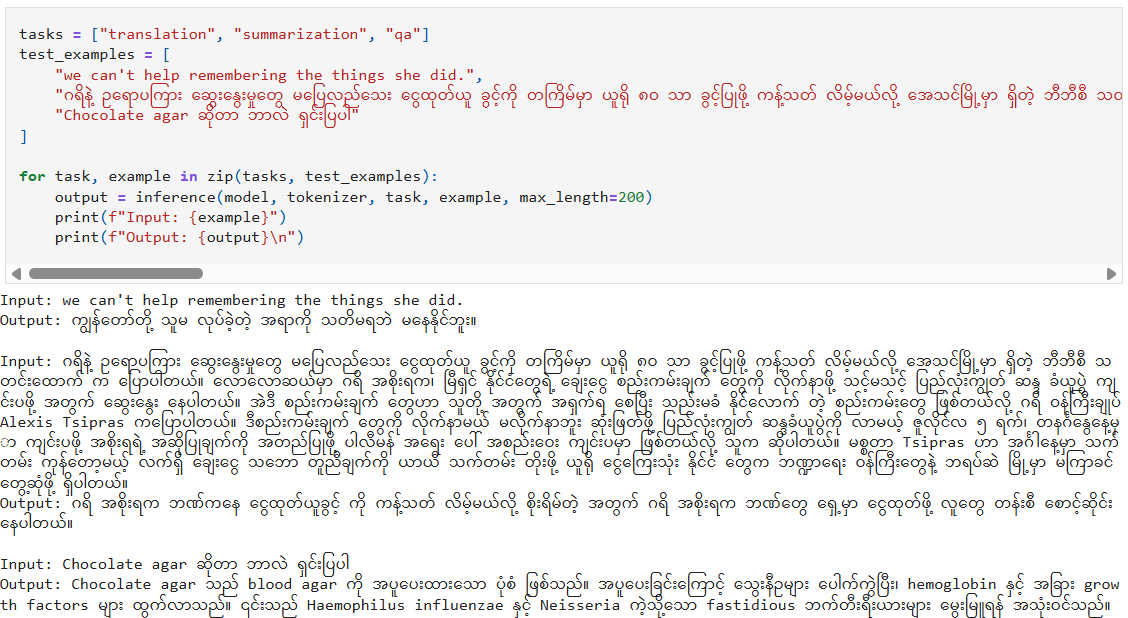 tasks = ["translation", "summarization", "qa"]
test_examples = [
    "we can't help remembering the things she did.",
    "ဂရိနဲ့ ဥရောပကြား ဆွေးနွေးမှုတွေ မပြေလည်သေး ငွေထုတ်ယူ ခွင့်ကို တကြိမ်မှာ ယူရို ၈၀ သာ ခွင့်ပြုဖို့ ကန့်သတ် လိမ့်မယ်လို့ အေသင်မြို့မှာ ရှိတဲ့ ဘီဘီစီ သတ
    "Chocolate agar ဆိုတာ ဘာလဲ ရှင်းပြပါ"
]
for task, example in zip(tasks, test_examples):
    output = inference(model, tokenizer, task, example, max_length=200)
    print(f"Input: {example}")
    print(f"Output: {output}\n")
Input: we can't help remembering the things she did.
Output: ကျွန်တော်တို့ သူမ လုပ်ခဲ့တဲ့ အရာကို သတိမရဘဲ မနေနိုင်ဘူး။
Input: ဂရိနဲ့ ဥရောပကြား ဆွေးနွေးမှုတွေ မပြေလည်သေး ငွေထုတ်ယူ ခွင့်ကို တကြိမ်မှာ ယူရို ၈၀ သာ ခွင့်ပြုဖို့ ကန့်သတ် လိမ့်မယ်လို့ အေသင်မြို့မှာ ရှိတဲ့ ဘီဘီစီ သ
တင်းထောက် က ပြောပါတယ်။ လောလောဆယ်မှာ ဂရိ အစိုးရက၊ မြီရှင် နိုင်ငံတွေရဲ့ ချေးငွေ စည်းကမ်းချက် တွေကို လိုက်နာဖို့ သင့်မသင့် ပြည်လုံးကျွတ် ဆန္ဒ ခံယူပွဲ ကျ
င်းပဖို့ အတွက် ဆွေးနွေး နေပါတယ်။ အဲဒီ စည်းကမ်းချက် တွေဟာ သူတို့ အတွက် အရှက်ရ စေပြီး သည်းမခံ နိုင်လောက် တဲ့ စည်းကမ်းတွေ ဖြစ်တယ်လို့ ဂရိ ဝန်ကြီးချုပ်
Alexis Tsipras ကပြောပါတယ်။ ဒီစည်းကမ်းချက် တွေကို လိုက်နာမယ် မလိုက်နာဘူး ဆုံးဖြတ်ဖို့ ပြည်လုံးကျွတ် ဆန္ဒခံယူပွဲကို လာမယ့် ဇူလိုင်လ ၅ ရက်၊ တနင်္ဂနွေနေ့မှ
ာ ကျင်းပဖို့ အစိုးရရဲ့ အဆိုပြုချက်ကို အတည်ပြုဖို့ ပါလီမန် အရေး ပေါ် အစည်းဝေး ကျင်းပမှာ ဖြစ်တယ်လို့ သူက ဆိုပါတယ်။ မစ္စတာ Tsipras ဟာ အင်္ဂါနေ့မှာ သက်
တမ်း ကုန်တော့မယ့် လက်ရှိ ချေးငွေ သဘော တူညီချက်ကို ယာယီ သက်တမ်း တိုးဖို့ ယူရို ငွေကြေးသုံး နိုင်ငံ တွေက ဘဏ္ဍာရေး ဝန်ကြီးတွေနဲ့ ဘရပ်ဆဲ မြို့မှာ မကြာခင်
တွေ့ဆုံဖို့ ရှိပါတယ်။
Output: ဂရိ အစိုးရက ဘဏ်ကနေ ငွေထုတ်ယူခွင့် ကို ကန့်သတ် လိမ့်မယ်လို့ စိုးရိမ်တဲ့ အတွက် ဂရိ အစိုးရက ဘဏ်တွေ ရှေ့မှာ ငွေထုတ်ဖို့ လူတွေ တန်းစီ စောင့်ဆိုင်း
နေပါတယ်။
Input: Chocolate agar ဆိုတာ ဘာလဲ ရှင်းပြပါ
Output: Chocolate agar သည် blood agar ကို အပူပေးထားသော ပုံစံ ဖြစ်သည်။ အပူပေးခြင်းကြောင့် သွေးနီဥများ ပေါက်ကွဲပြီး၊ hemoglobin နှင့် အခြား grow
th factors များ ထွက်လာသည်။ ၎င်းသည် Haemophilus influenzae နှင့် Neisseria ကဲ့သို့သော fastidious ဘက်တီးရီးယားများ မွေးမြူရန် အသုံးဝင်သည်။